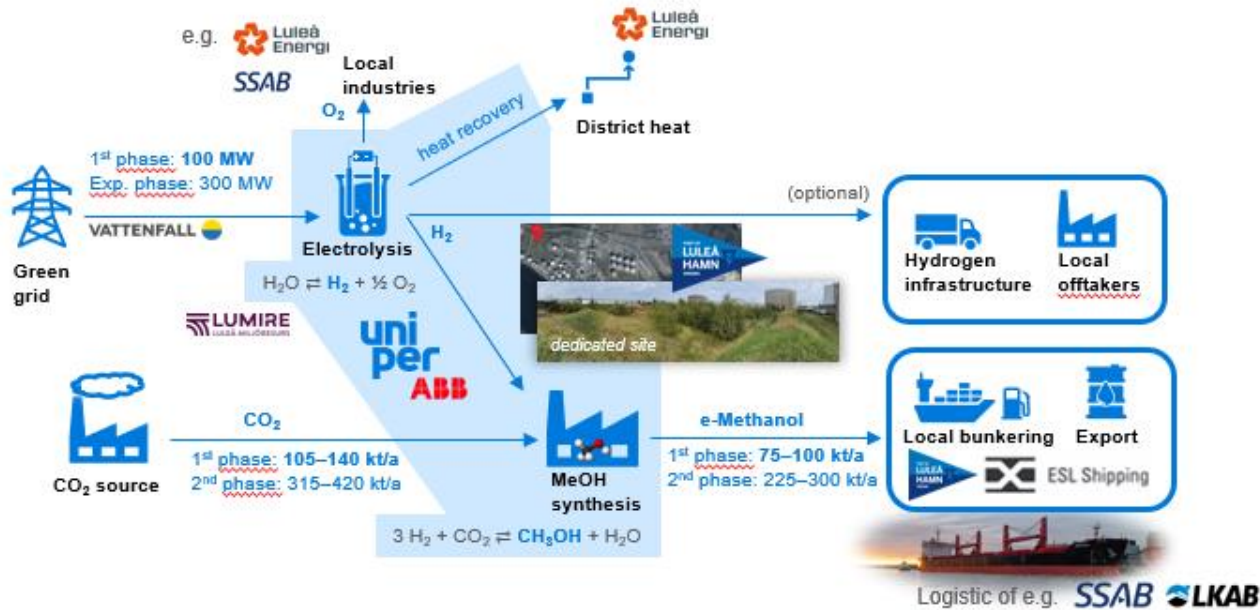 e.g.
Luleå
Energi
SSAB
Local
industries
O₂
Luleå
Energi
heat recovery
District heat
1st phase: 100 MW
Exp. phase: 300 MW
VATTENFALL
Green
grid
Electrolysis
H₂O ⇌ H₂ + ½ O₂
H₂
(optional)
Hydrogen
infrastructure
Local
offtakers
LULEÅ
HAMN
dedicated site
LUMIRE
LULEÅ MILJÖRESURS
uni
per
ABB
CO₂
1st phase: 105–140 kt/a
2nd phase: 315–420 kt/a
CO₂ source
MeOH
synthesis
3 H₂ + CO₂ ⇌ CH₃OH + H₂O
e-Methanol
1st phase: 75–100 kt/a
2nd phase: 225–300 kt/a
Local bunkering
Export
LULEÅ
HAMN
ESL Shipping
Logistic of e.g. SSAB LKAB